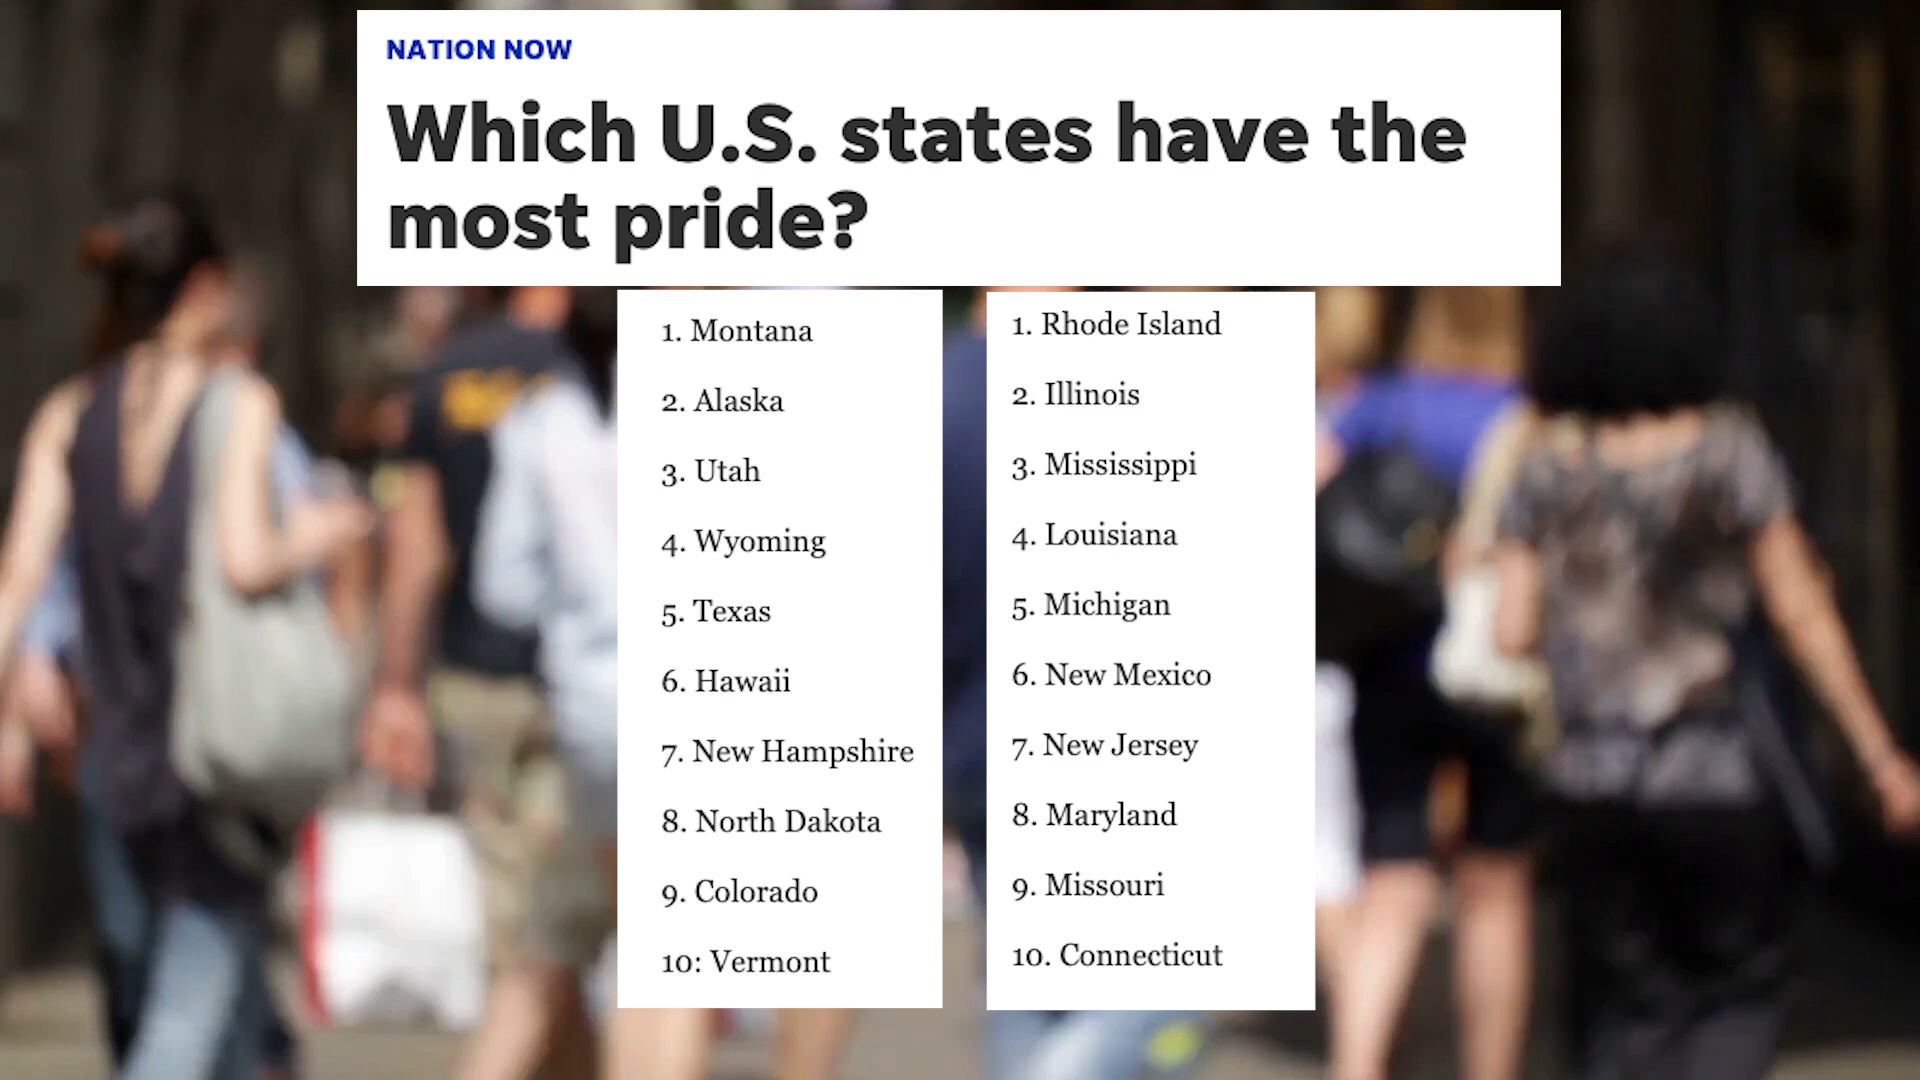 NATION NOW
Which U.S. states have the
most pride?
1. Montana
2. Alaska
3. Utah
4. Wyoming
5. Texas
6. Hawaii
7. New Hampshire
8. North Dakota
9. Colorado
10: Vermont
1. Rhode Island
2. Illinois
3. Mississippi
4. Louisiana
5. Michigan
6. New Mexico
7. New Jersey
8. Maryland
9. Missouri
10. Connecticut